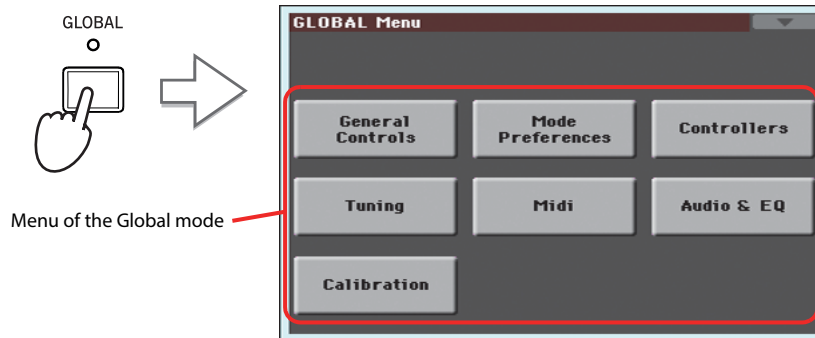 GLOBAL
GLOBAL Menu
General
Controls
Mode
Preferences
Controllers
Tuning
Midi
Audio & EQ
Menu of the Global mode
Calibration